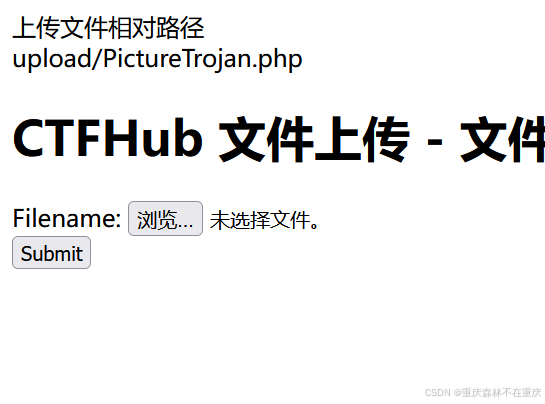 上传文件相对路径
upload/PictureTrojan.php
CTFHub 文件上传 - 文件
Filename: 浏览... 未选择文件。
Submit
CSDN @重庆森林不在重庆